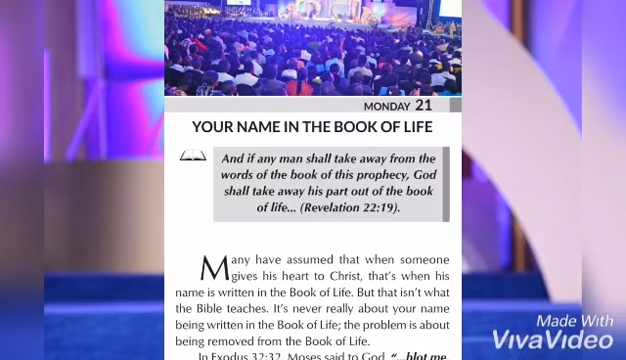 MONDAY 21
YOUR NAME IN THE BOOK OF LIFE
And if any man shall take away from the
words of the book of this prophecy, God
shall take away his part out of the book
of life... (Revelation 22:19).
Many have assumed that when someone
gives his heart to Christ, that's when his
name is written in the Book of Life. But that isn't what
the Bible teaches. It's never really about your name
being written in the Book of Life; the problem is about
being removed from the Book of Life.
In Exodus 32:32, Moses said to God, "...blot me,
Made With
VivaVideo